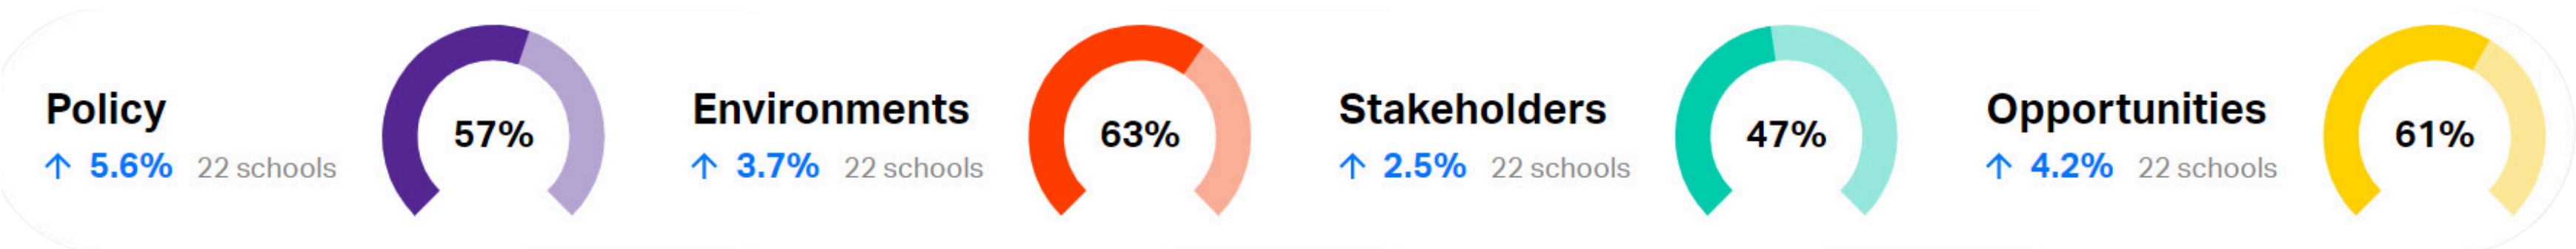 Policy
↑ 5.6% 22 schools
57%
Environments
↑ 3.7% 22 schools
63%
Stakeholders
↑ 2.5% 22 schools
47%
Opportunities
↑ 4.2% 22 schools
61%